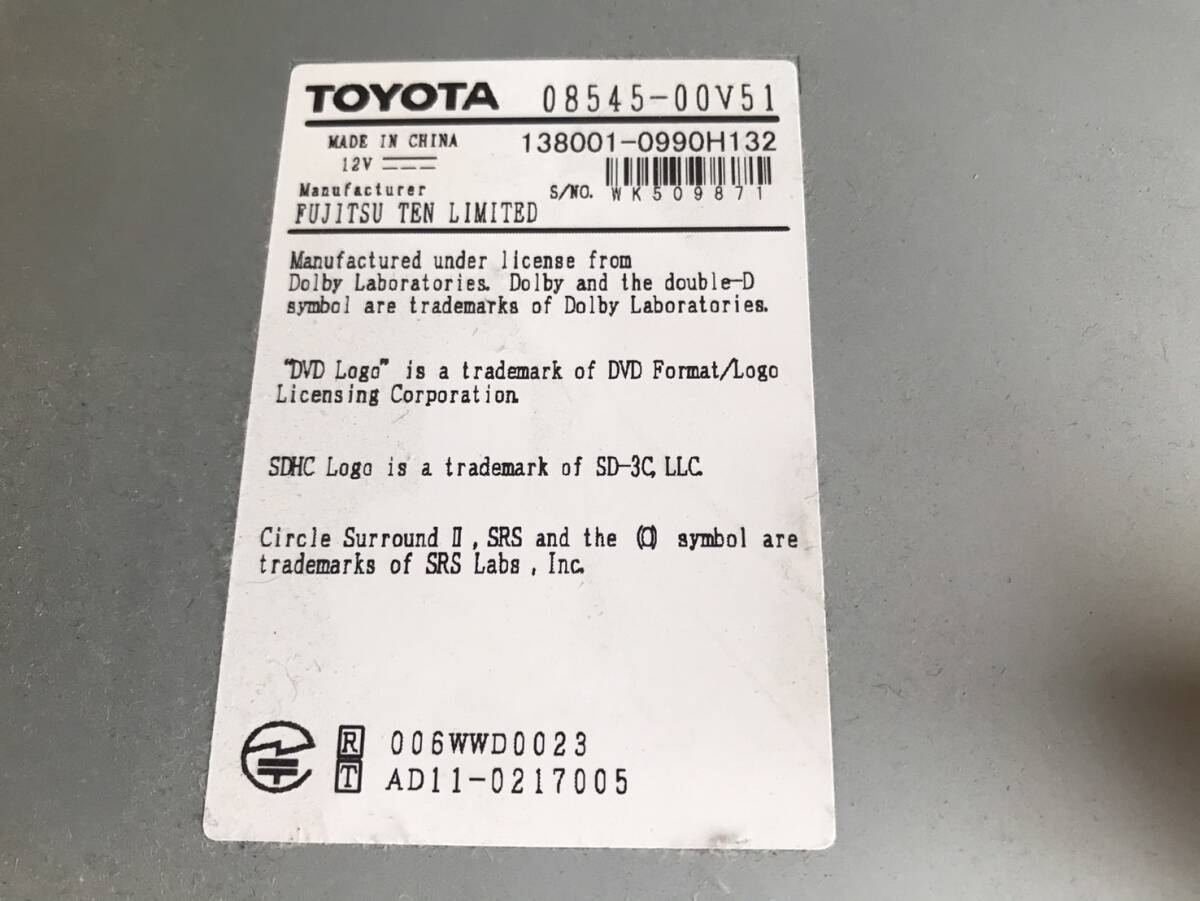 TOYOTA 08545-00V51
MADE IN CHINA 138001-0990H132
12V
Manufacturer S/NO. WK509871
FUJITSU TEN LIMITED
Manufactured under license from
Dolby Laboratories. Dolby and the double-D
symbol are trademarks of Dolby Laboratories.
"DVD Logo" is a trademark of DVD Format/Logo
Licensing Corporation.
SDHC Logo is a trademark of SD-3C, LLC.
Circle Surround Ⅱ, SRS and the (O) symbol are
trademarks of SRS Labs, Inc.
R 006WWD0023
T AD11-0217005